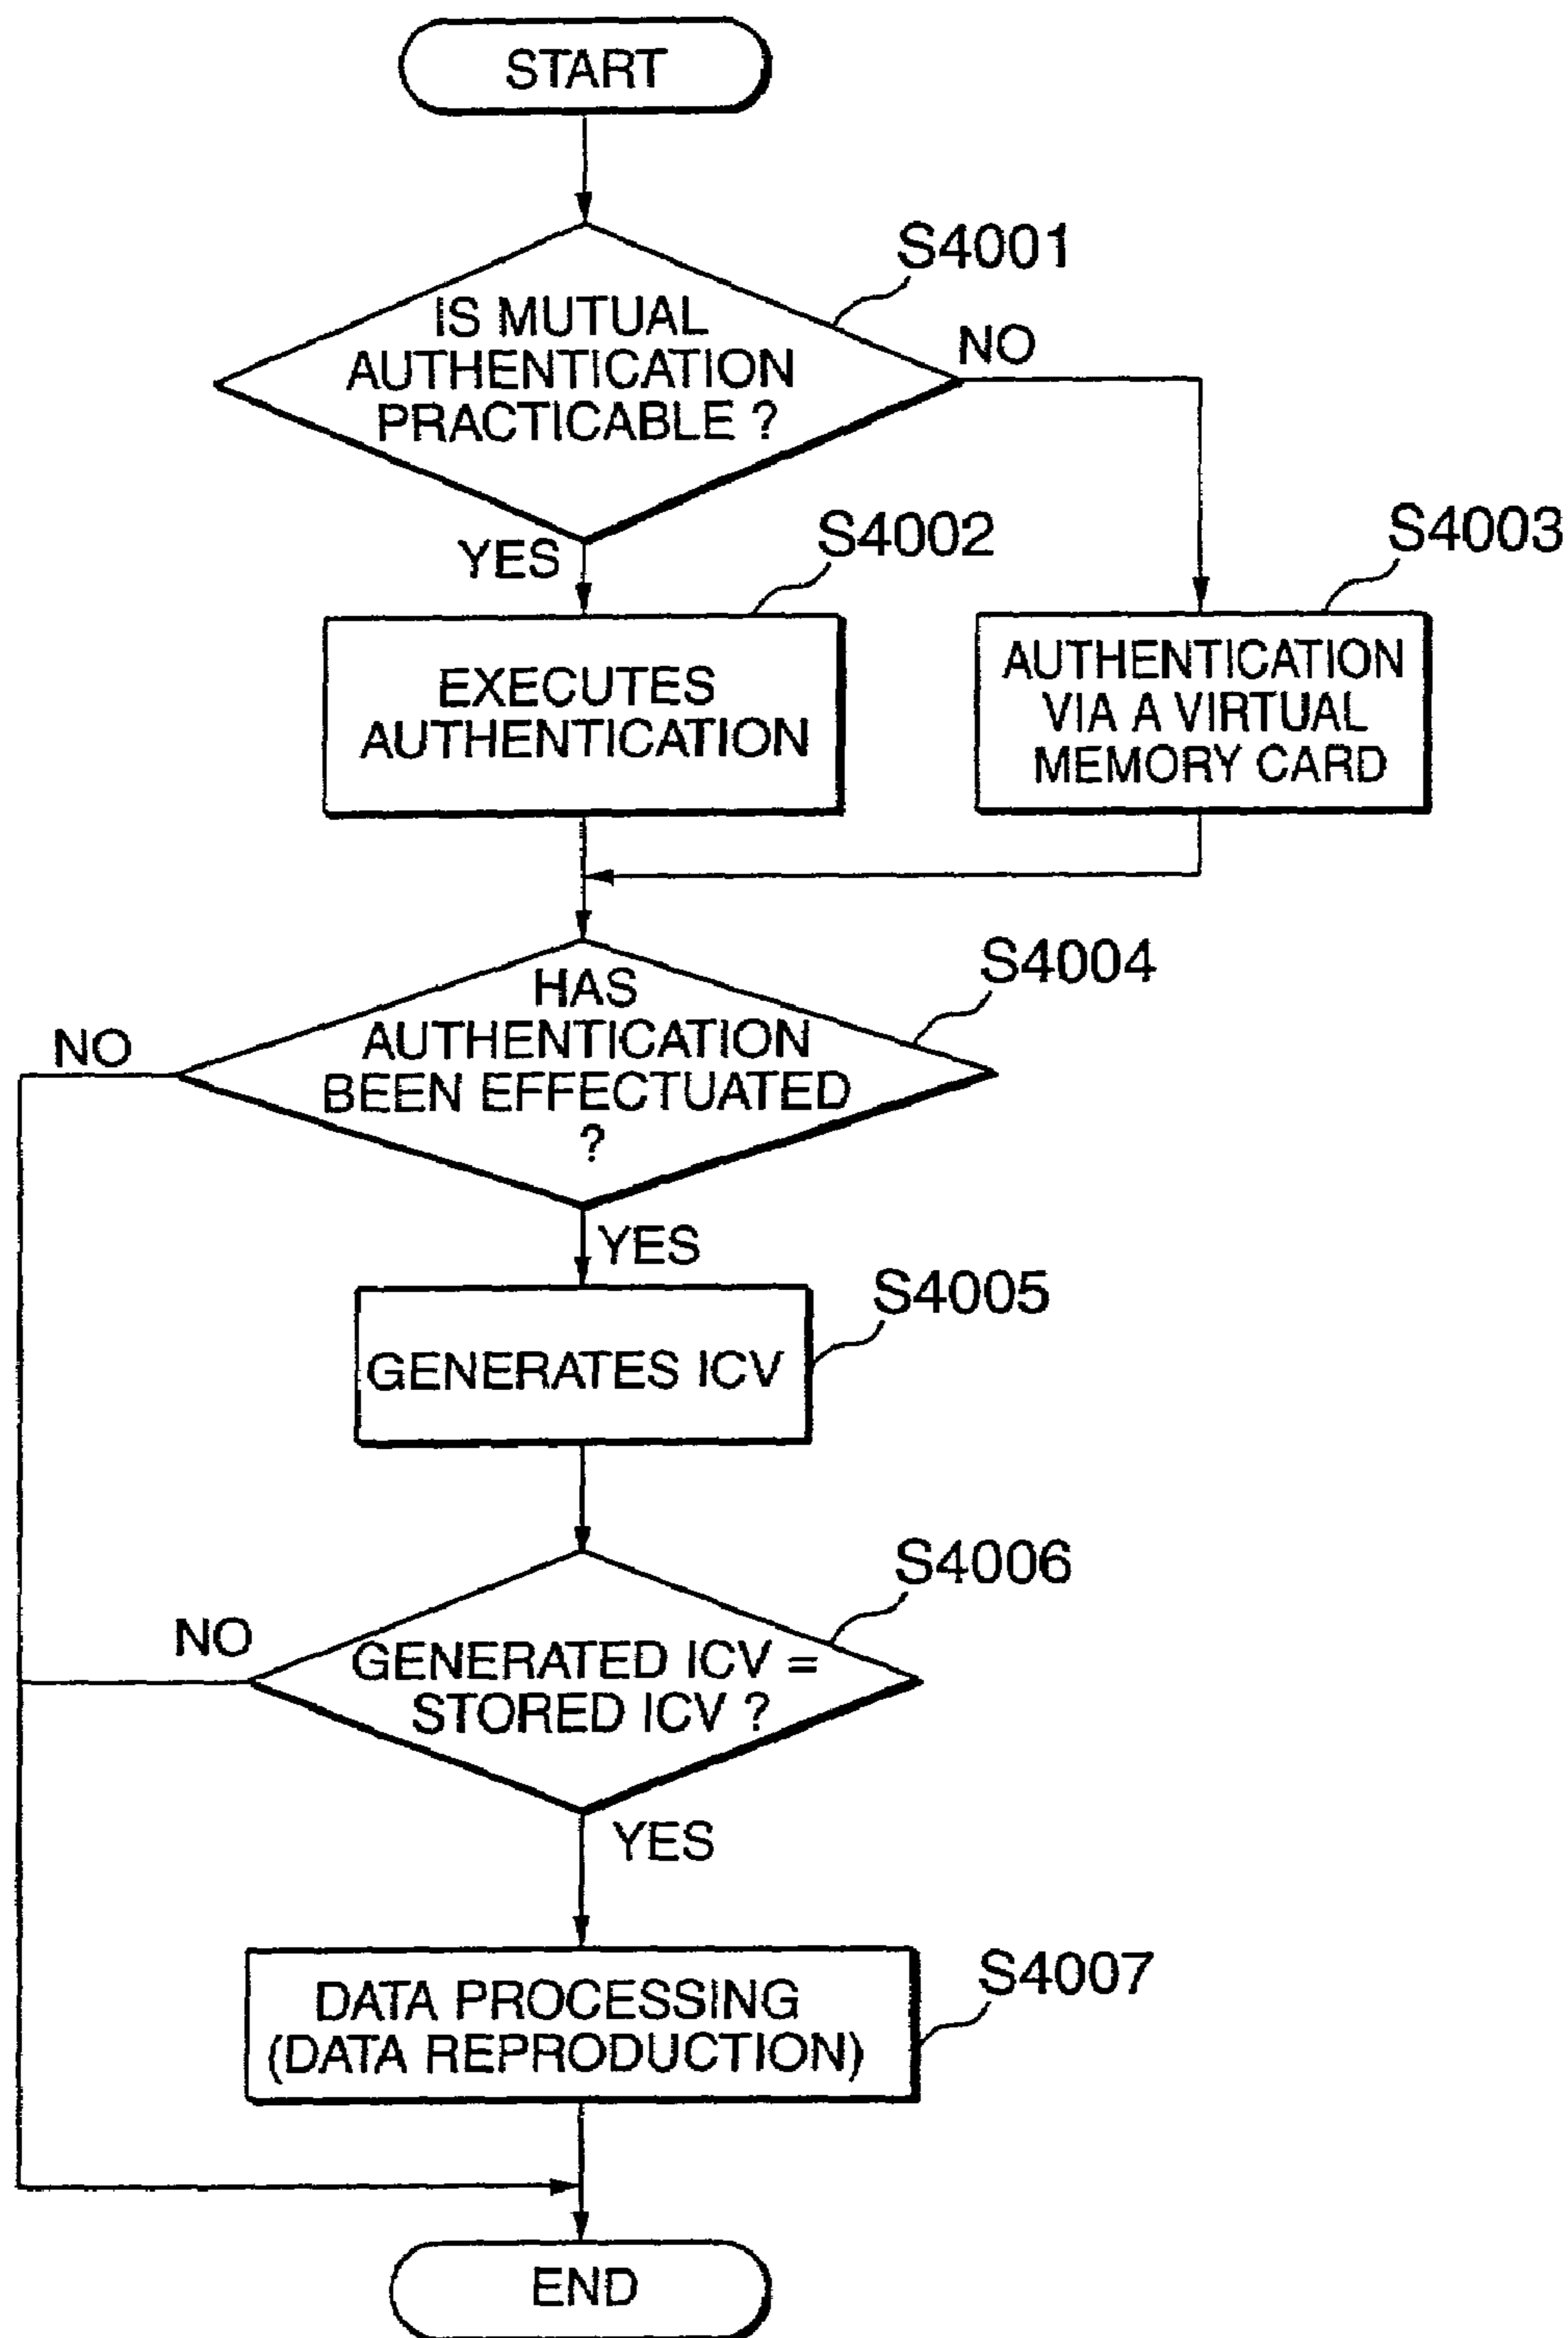 START
S4001
IS MUTUAL
AUTHENTICATION
PRACTICABLE ?
NO
YES
S4002
S4003
EXECUTES
AUTHENTICATION
AUTHENTICATION
VIA A VIRTUAL
MEMORY CARD
S4004
HAS
AUTHENTICATION
BEEN EFFECTUATED
?
NO
YES
S4005
GENERATES ICV
S4006
NO
GENERATED ICV =
STORED ICV ?
YES
S4007
DATA PROCESSING
(DATA REPRODUCTION)
END